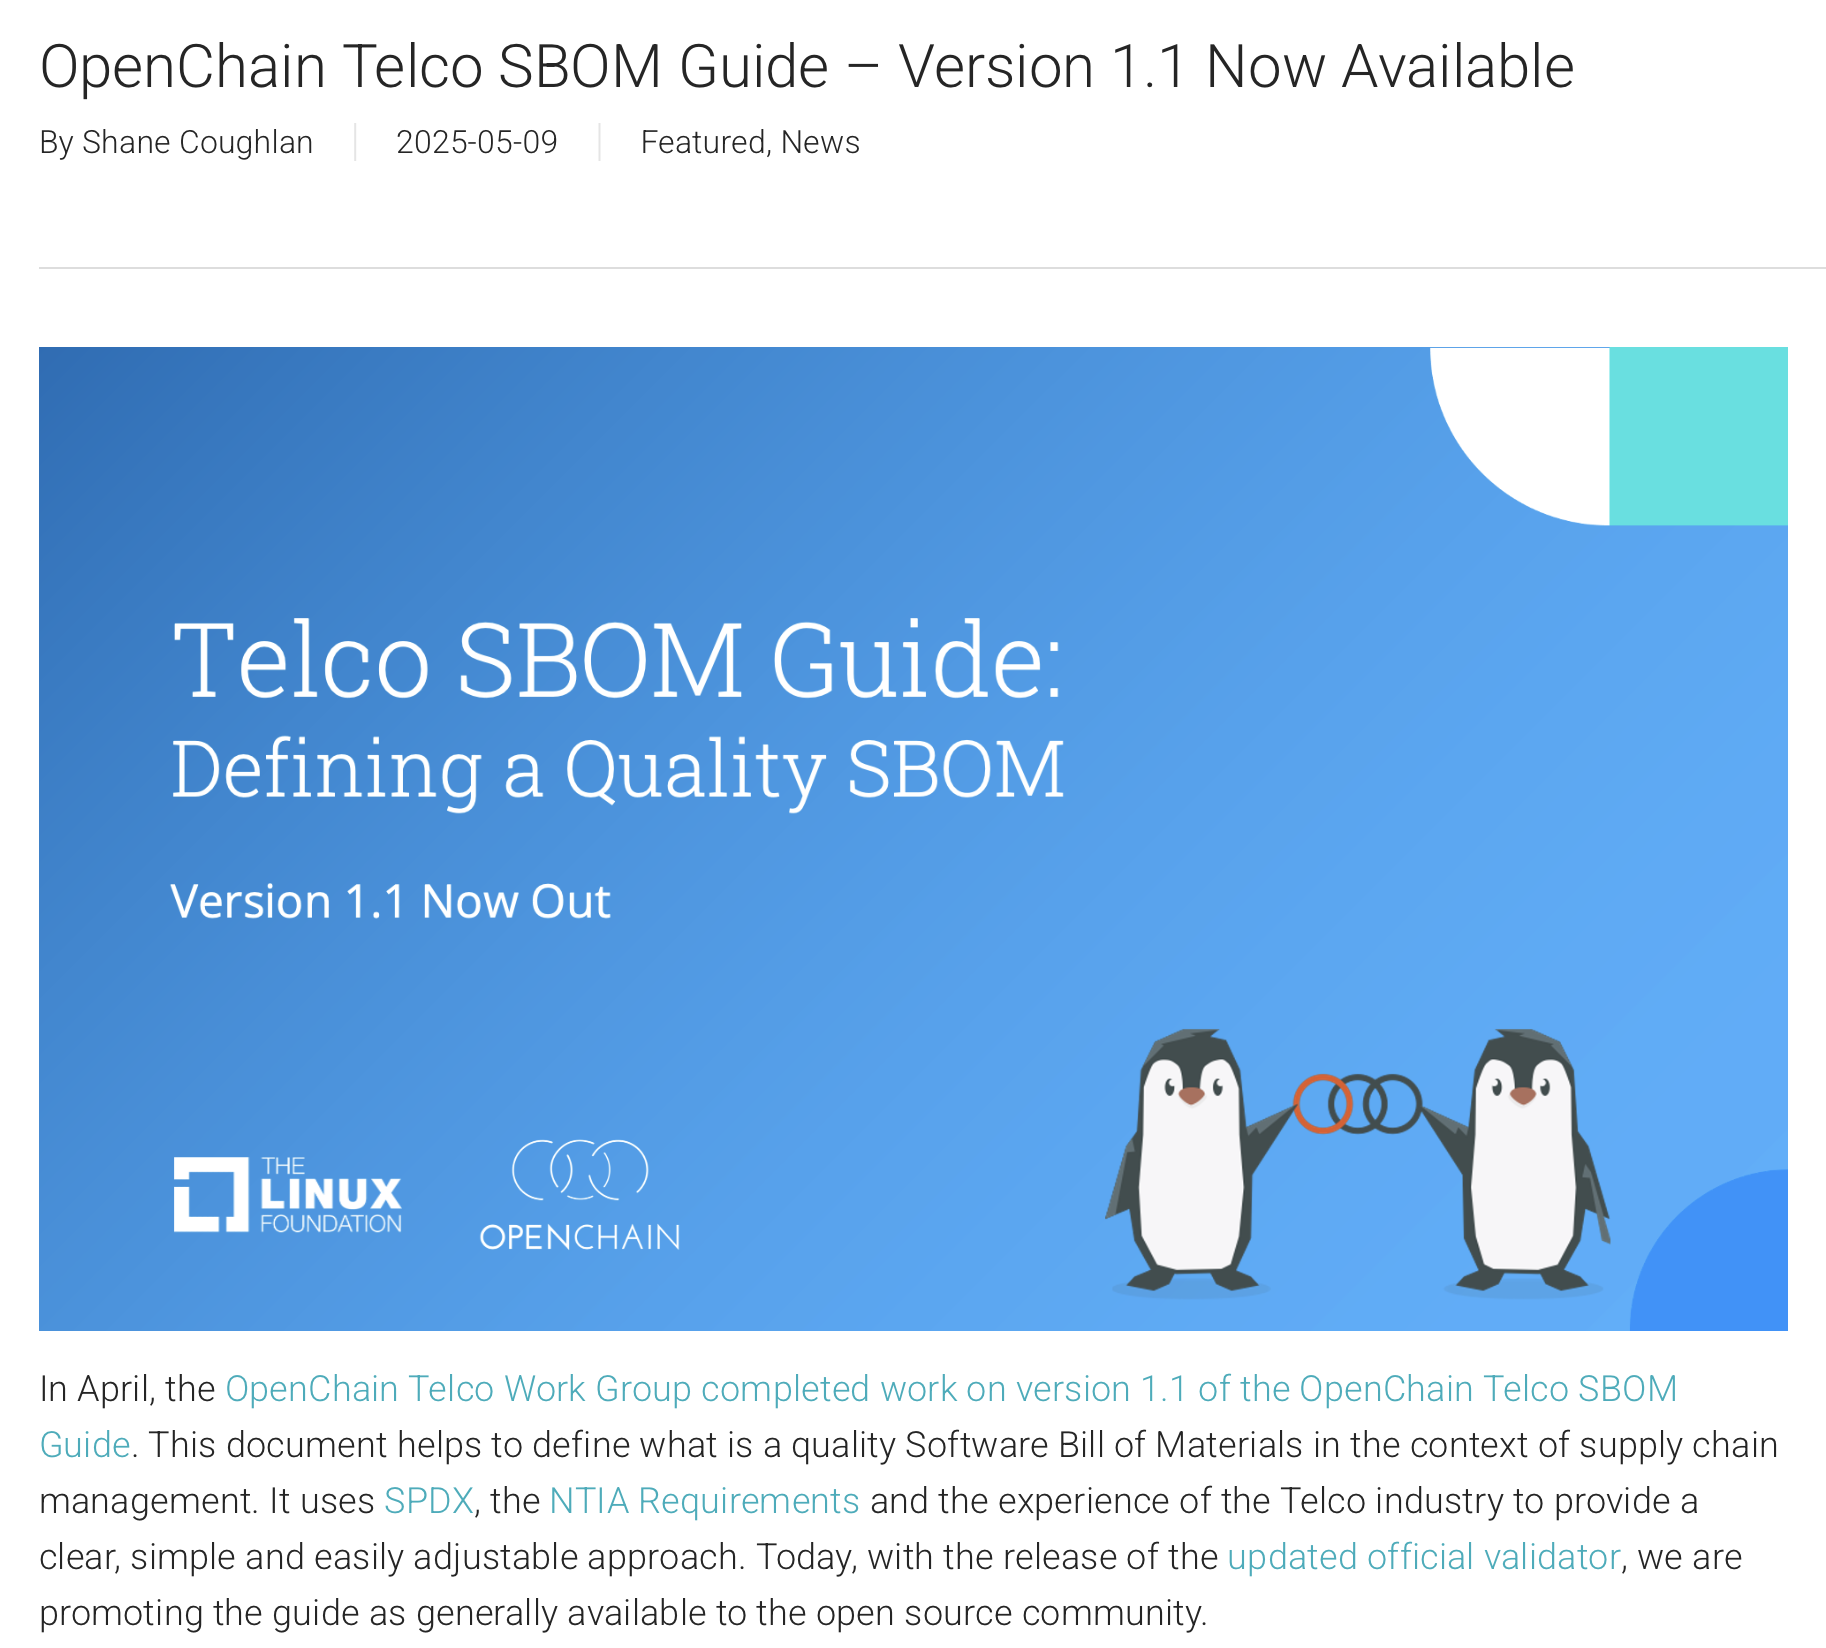 OpenChain Telco SBOM Guide – Version 1.1 Now Available
By Shane Coughlan
2025-05-09
Featured, News
Telco SBOM Guide:
Defining a Quality SBOM
Version 1.1 Now Out
THE
LINUX
FOUNDATION
OPENCHAIN
In April, the OpenChain Telco Work Group completed work on version 1.1 of the OpenChain Telco SBOM
Guide. This document helps to define what is a quality Software Bill of Materials in the context of supply chain
management. It uses SPDX, the NTIA Requirements and the experience of the Telco industry to provide a
clear, simple and easily adjustable approach. Today, with the release of the updated official validator, we are
promoting the guide as generally available to the open source community.